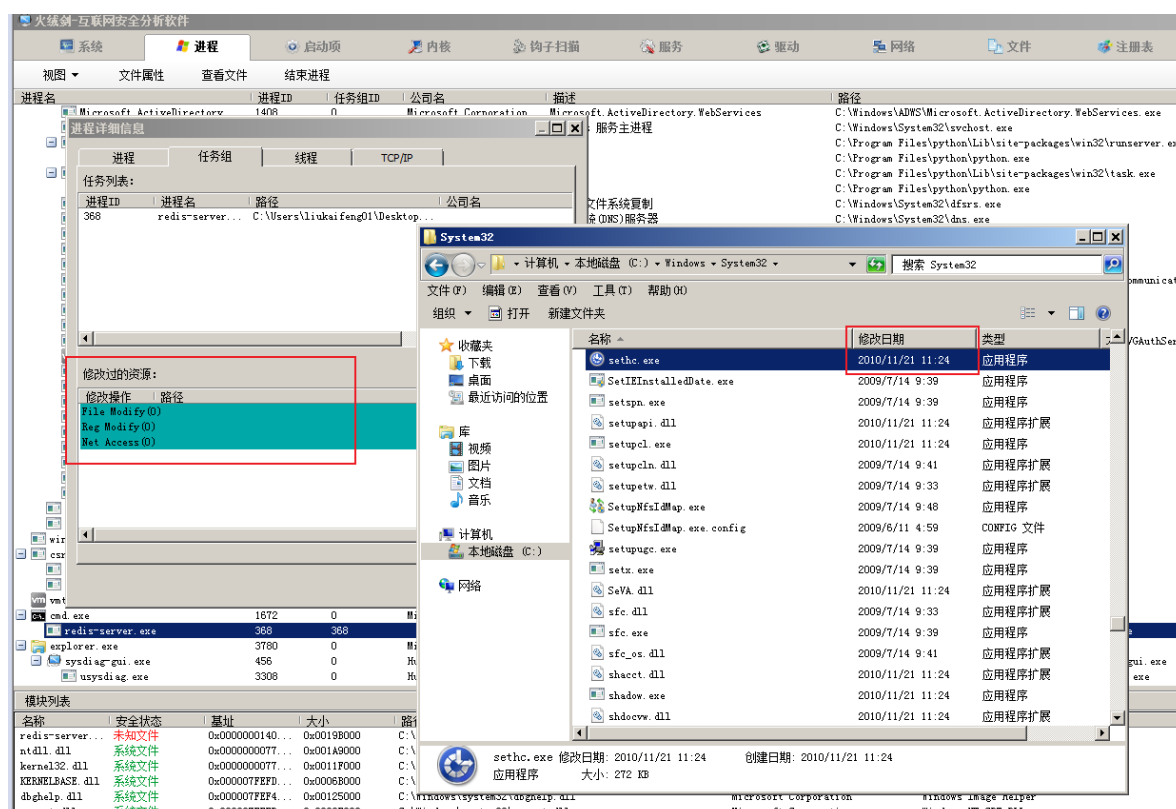 火绒剑-互联网安全分析软件
系统 进程 启动项 内核 钩子扫描 服务 驱动 网络 文件 注册表
视图 文件属性 查看文件 结束进程
进程名 进程ID 任务组ID 公司名 描述 路径
Microsoft.ActiveDirectory 1408 0 Microsoft Corporation Microsoft.ActiveDirectory.WebServices C:\Windows\ADWS\Microsoft.ActiveDirectory.WebServices.exe
服务主进程 C:\Windows\System32\svchost.exe
C:\Program Files\python\Lib\site-packages\win32\runserver.ex
C:\Program Files\python\python.exe
C:\Program Files\python\Lib\site-packages\win32\task.exe
C:\Program Files\python\python.exe
文件系统复制 C:\Windows\System32\dfsrs.exe
(DNS)服务器 C:\Windows\System32\dns.exe
ommunicat
VGAuthSer
进程详细信息
进程 任务组 线程 TCP/IP
任务列表:
进程ID 进程名 路径 公司名
368 redis-server... C:\Users\liukaifeng01\Desktop...
修改过的资源:
修改操作 路径
File Modify(0)
Reg Modify(0)
Net Access(0)
System32
计算机 本地磁盘 (C:) Windows System32 搜索 System32
文件(F) 编辑(E) 查看(V) 工具(T) 帮助(H)
组织 打开 新建文件夹
收藏夹
下载
桌面
最近访问的位置
库
视频
图片
文档
音乐
计算机
本地磁盘 (C:)
网络
名称 修改日期 类型
sethc.exe 2010/11/21 11:24 应用程序
SetIEInstalledDate.exe 2009/7/14 9:39 应用程序
setspn.exe 2009/7/14 9:39 应用程序
setupapi.dll 2010/11/21 11:24 应用程序扩展
setupcl.exe 2010/11/21 11:24 应用程序
setupcln.dll 2009/7/14 9:41 应用程序扩展
setupetw.dll 2009/7/14 9:33 应用程序扩展
SetupNfsIdMap.exe 2009/7/14 9:48 应用程序
SetupNfsIdMap.exe.config 2009/6/11 4:59 CONFIG 文件
setupugc.exe 2009/7/14 9:39 应用程序
setx.exe 2009/7/14 9:39 应用程序
SeVA.dll 2010/11/21 11:24 应用程序扩展
sfc.dll 2009/7/14 9:33 应用程序扩展
sfc.exe 2009/7/14 9:39 应用程序
sfc_os.dll 2009/7/14 9:41 应用程序扩展
shacct.dll 2010/11/21 11:24 应用程序扩展
shadow.exe 2009/7/14 9:39 应用程序
shdocvw.dll 2010/11/21 11:24 应用程序扩展
sethc.exe 修改日期: 2010/11/21 11:24 创建日期: 2010/11/21 11:24
应用程序 大小: 272 KB
win
csr
vmt
cmd.exe 1672 0 Mi
redis-server.exe 368 368
explorer.exe 3780 0 Mi
sysdiag-gui.exe 456 0 Hu gui.exe
usysdiag.exe 3308 0 Hu exe
模块列表
名称 安全状态 基址 大小 路
redis-server... 未知文件 0x0000000140... 0x0019B000 C:\
ntdll.dll 系统文件 0x0000000077... 0x001A9000 C:\
kernel32.dll 系统文件 0x0000000077... 0x0011F000 C:\
KERNELBASE.dll 系统文件 0x000007FEFD... 0x0006B000 C:\
dbghelp.dll 系统文件 0x000007FEF4... 0x00125000 C:\Windows\system32\dbghelp.dll Microsoft Corporation Windows Image Helper